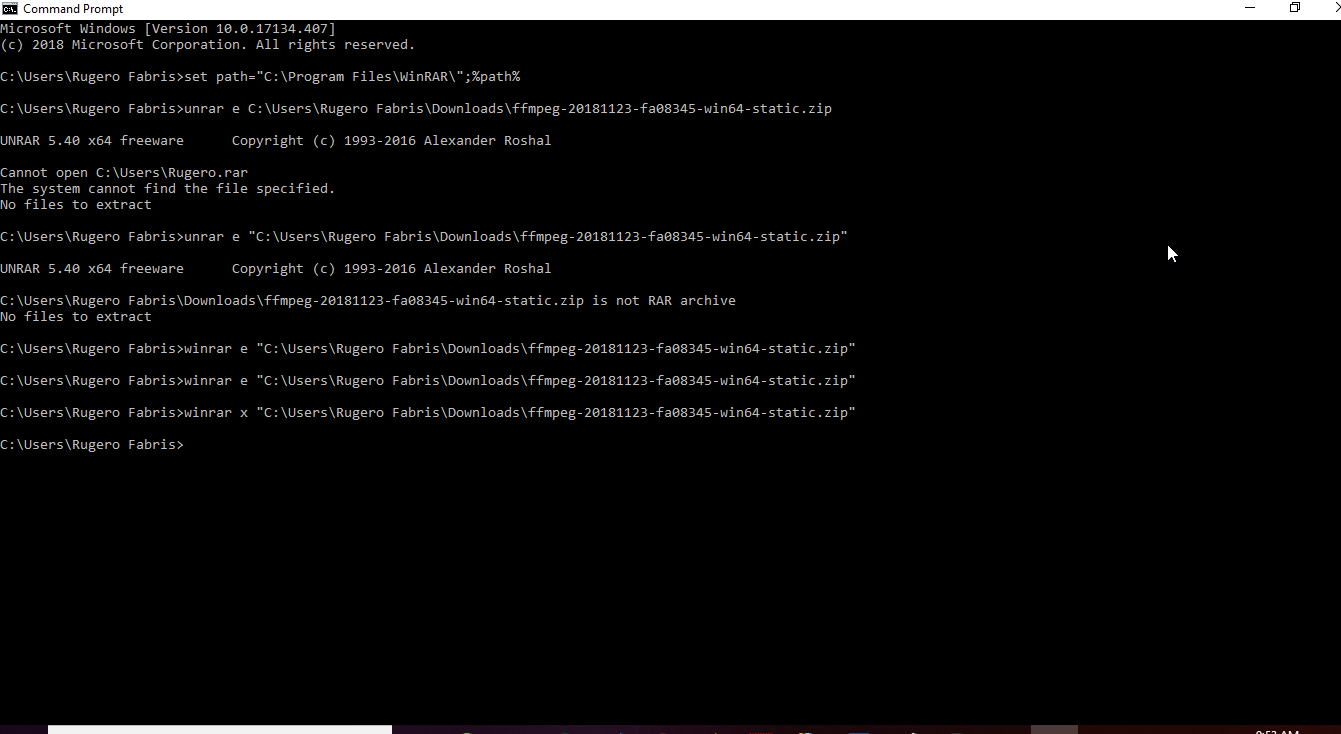 Command Prompt
Microsoft Windows [Version 10.0.17134.407]
(c) 2018 Microsoft Corporation. All rights reserved.
C:\Users\Rugero Fabris>set path="C:\Program Files\WinRAR\";%path%
C:\Users\Rugero Fabris>unrar e C:\Users\Rugero Fabris\Downloads\ffmpeg-20181123-fa08345-win64-static.zip
UNRAR 5.40 x64 freeware      Copyright (c) 1993-2016 Alexander Roshal
Cannot open C:\Users\Rugero.rar
The system cannot find the file specified.
No files to extract
C:\Users\Rugero Fabris>unrar e "C:\Users\Rugero Fabris\Downloads\ffmpeg-20181123-fa08345-win64-static.zip"
UNRAR 5.40 x64 freeware      Copyright (c) 1993-2016 Alexander Roshal
C:\Users\Rugero Fabris\Downloads\ffmpeg-20181123-fa08345-win64-static.zip is not RAR archive
No files to extract
C:\Users\Rugero Fabris>winrar e "C:\Users\Rugero Fabris\Downloads\ffmpeg-20181123-fa08345-win64-static.zip"
C:\Users\Rugero Fabris>winrar e "C:\Users\Rugero Fabris\Downloads\ffmpeg-20181123-fa08345-win64-static.zip"
C:\Users\Rugero Fabris>winrar x "C:\Users\Rugero Fabris\Downloads\ffmpeg-20181123-fa08345-win64-static.zip"
C:\Users\Rugero Fabris>